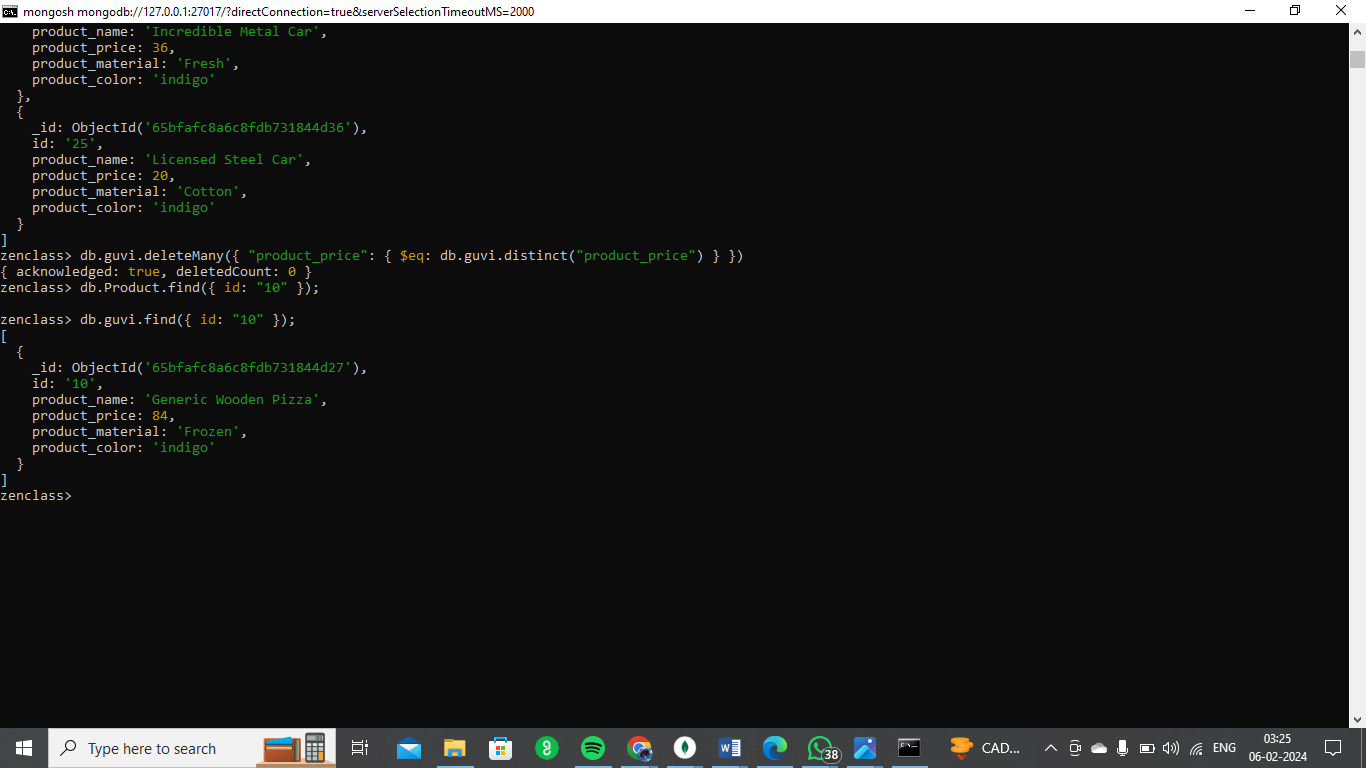 mongosh mongodb://127.0.0.1:27017/?directConnection=true&serverSelectionTimeoutMS=2000
product_name: 'Incredible Metal Car',
product_price: 36,
product_material: 'Fresh',
product_color: 'indigo'
},
{
_id: ObjectId('65bfafc8a6c8fdb731844d36'),
id: '25',
product_name: 'Licensed Steel Car',
product_price: 20,
product_material: 'Cotton',
product_color: 'indigo'
}
]
zenclass> db.guvi.deleteMany({ "product_price": { $eq: db.guvi.distinct("product_price") } })
{ acknowledged: true, deletedCount: 0 }
zenclass> db.Product.find({ id: "10" });
zenclass> db.guvi.find({ id: "10" });
[
{
_id: ObjectId('65bfafc8a6c8fdb731844d27'),
id: '10',
product_name: 'Generic Wooden Pizza',
product_price: 84,
product_material: 'Frozen',
product_color: 'indigo'
}
]
zenclass>
Type here to search
38
CAD...
ENG
03:25
06-02-2024